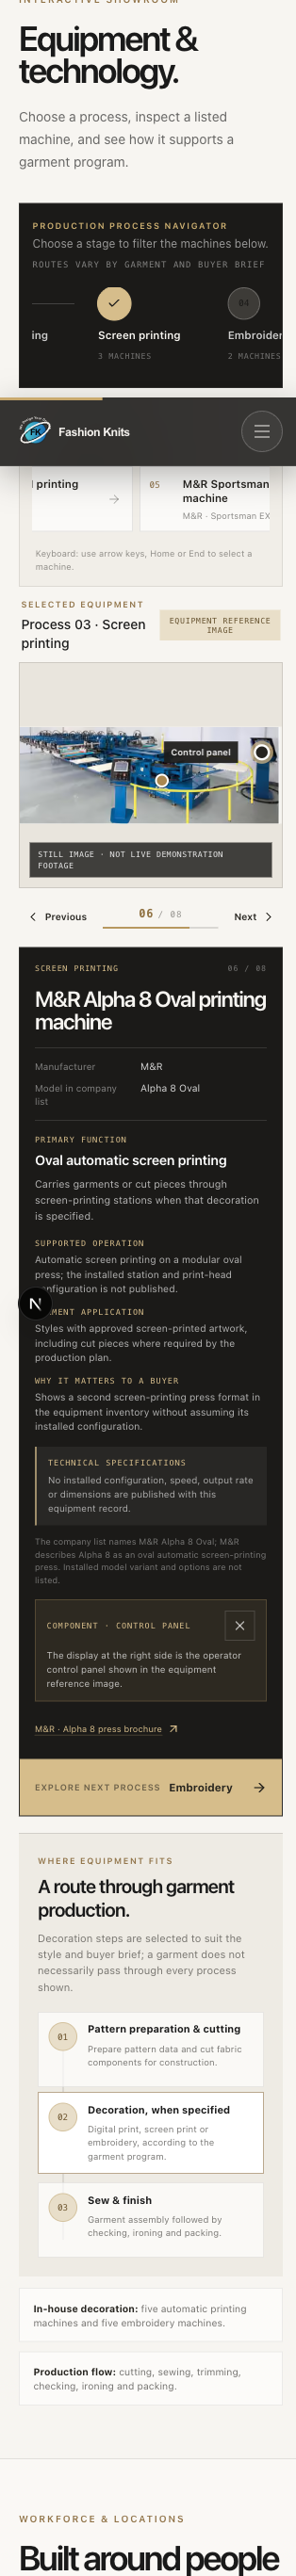 INTERACTIVE SHOWROOM
Equipment &
technology.
Choose a process, inspect a listed
machine, and see how it supports a
garment program.
PRODUCTION PROCESS NAVIGATOR
Choose a stage to filter the machines below.
ROUTES VARY BY GARMENT AND BUYER BRIEF
04
ing
Screen printing
Embroider
3 MACHINES
2 MACHINES
FK
Fashion Knits
l printing
05
M&R Sportsman
machine
M&R · Sportsman EX
Keyboard: use arrow keys, Home or End to select a
machine.
SELECTED EQUIPMENT
Process 03 · Screen
printing
EQUIPMENT REFERENCE
IMAGE
Control panel
STILL IMAGE · NOT LIVE DEMONSTRATION
FOOTAGE
Previous
06 / 08
Next
SCREEN PRINTING
06 / 08
M&R Alpha 8 Oval printing
machine
Manufacturer
M&R
Model in company
list
Alpha 8 Oval
PRIMARY FUNCTION
Oval automatic screen printing
Carries garments or cut pieces through
screen-printing stations when that decoration
is specified.
SUPPORTED OPERATION
Automatic screen printing on a modular oval
press; the installed station and print-head
nfiguration is not published.
N
MENT APPLICATION
Styles with approved screen-printed artwork,
including cut pieces where required by the
production plan.
WHY IT MATTERS TO A BUYER
Shows a second screen-printing press format in
the equipment inventory without assuming its
installed configuration.
TECHNICAL SPECIFICATIONS
No installed configuration, speed, output rate
or dimensions are published with this
equipment record.
The company list names M&R Alpha 8 Oval; M&R
describes Alpha 8 as an oval automatic screen-printing
press. Installed model variant and options are not
listed.
COMPONENT · CONTROL PANEL
The display at the right side is the operator
control panel shown in the equipment
reference image.
M&R · Alpha 8 press brochure
EXPLORE NEXT PROCESS
Embroidery
WHERE EQUIPMENT FITS
A route through garment
production.
Decoration steps are selected to suit the
style and buyer brief; a garment does not
necessarily pass through every process
shown.
01
Pattern preparation & cutting
Prepare pattern data and cut fabric
components for construction.
02
Decoration, when specified
Digital print, screen print or
embroidery, according to the
garment program.
03
Sew & finish
Garment assembly followed by
checking, ironing and packing.
In-house decoration: five automatic printing
machines and five embroidery machines.
Production flow: cutting, sewing, trimming,
checking, ironing and packing.
WORKFORCE & LOCATIONS
Built around people